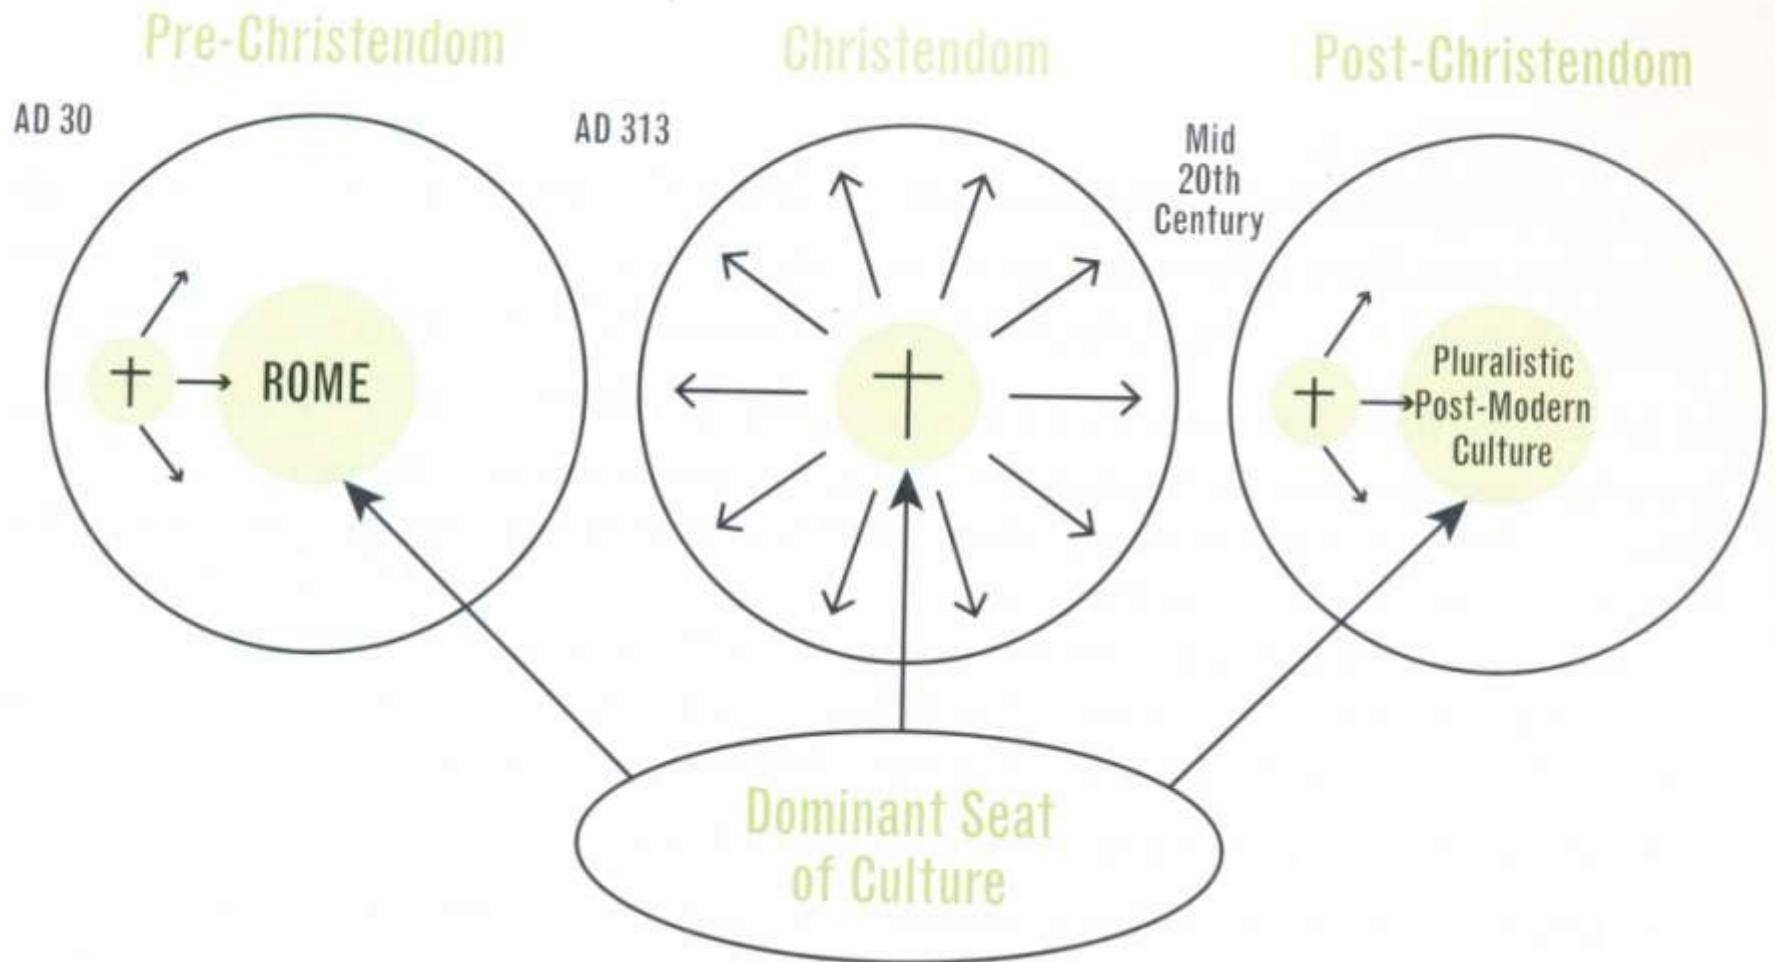 Pre-Christendom
Christendom
Post-Christendom
AD 30
AD 313
Mid
20th
Century
ROME
Pluralistic
Post-Modern
Culture
Dominant Seat
of Culture